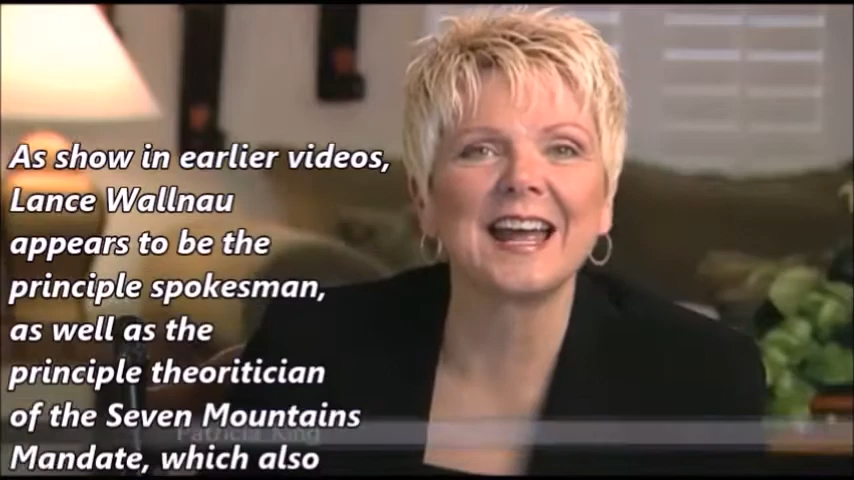 As show in earlier videos,
Lance Wallnau
appears to be the
principle spokesman,
as well as the
principle theoritician
of the Seven Mountains
Patricia King
Mandate, which also